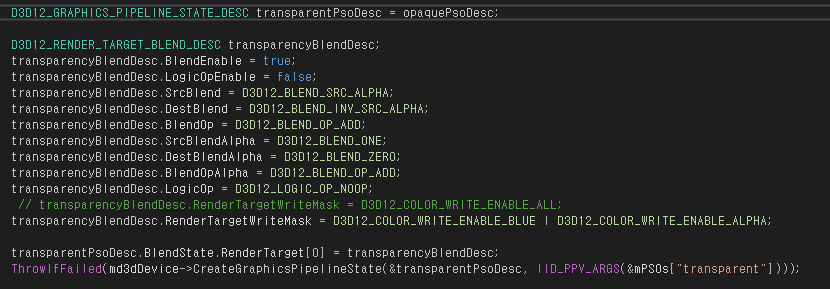 D3D12_GRAPHICS_PIPELINE_STATE_DESC transparentPsoDesc = opaquePsoDesc;
D3D12_RENDER_TARGET_BLEND_DESC transparencyBlendDesc;
transparencyBlendDesc.BlendEnable = true;
transparencyBlendDesc.LogicOpEnable = false;
transparencyBlendDesc.SrcBlend = D3D12_BLEND_SRC_ALPHA;
transparencyBlendDesc.DestBlend = D3D12_BLEND_INV_SRC_ALPHA;
transparencyBlendDesc.BlendOp = D3D12_BLEND_OP_ADD;
transparencyBlendDesc.SrcBlendAlpha = D3D12_BLEND_ONE;
transparencyBlendDesc.DestBlendAlpha = D3D12_BLEND_ZERO;
transparencyBlendDesc.BlendOpAlpha = D3D12_BLEND_OP_ADD;
transparencyBlendDesc.LogicOp = D3D12_LOGIC_OP_NOOP;
// transparencyBlendDesc.RenderTargetWriteMask = D3D12_COLOR_WRITE_ENABLE_ALL;
transparencyBlendDesc.RenderTargetWriteMask = D3D12_COLOR_WRITE_ENABLE_BLUE | D3D12_COLOR_WRITE_ENABLE_ALPHA;
transparentPsoDesc.BlendState.RenderTarget[0] = transparencyBlendDesc;
ThrowIfFailed(md3dDevice->CreateGraphicsPipelineState(&transparentPsoDesc, IID_PPV_ARGS(&mPSOs["transparent"])));